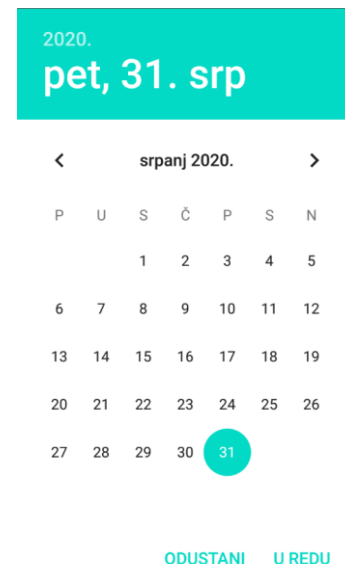 2020.
pet, 31. srp
srpanj 2020.
P U S Č P S N
1 2 3 4 5
6 7 8 9 10 11 12
13 14 15 16 17 18 19
20 21 22 23 24 25 26
27 28 29 30 31
ODUSTANI U REDU